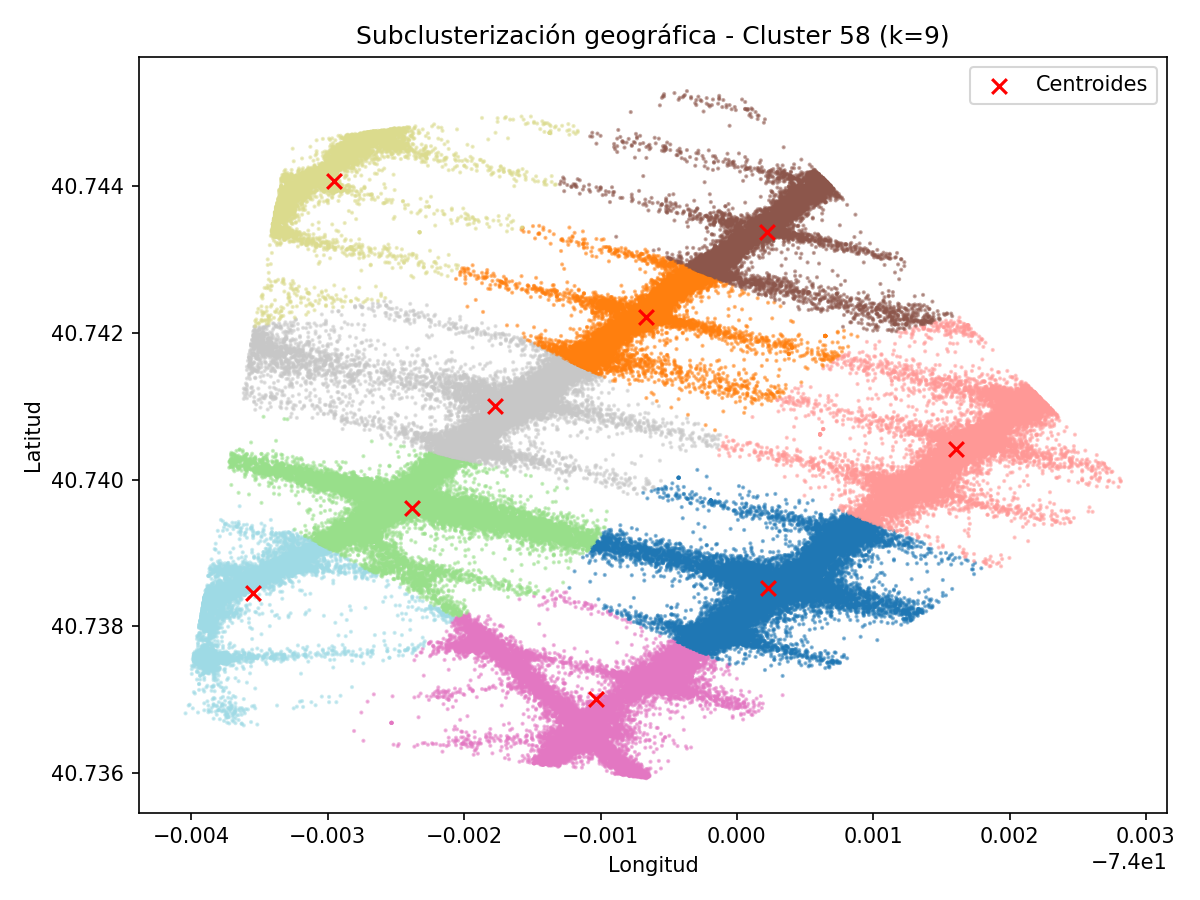 Subclusterización geográfica - Cluster 58 (k=9)
Centroides
Latitud
40.744
40.742
40.740
40.738
40.736
−0.004 −0.003 −0.002 −0.001 0.000 0.001 0.002 0.003
−7.4e1
Longitud